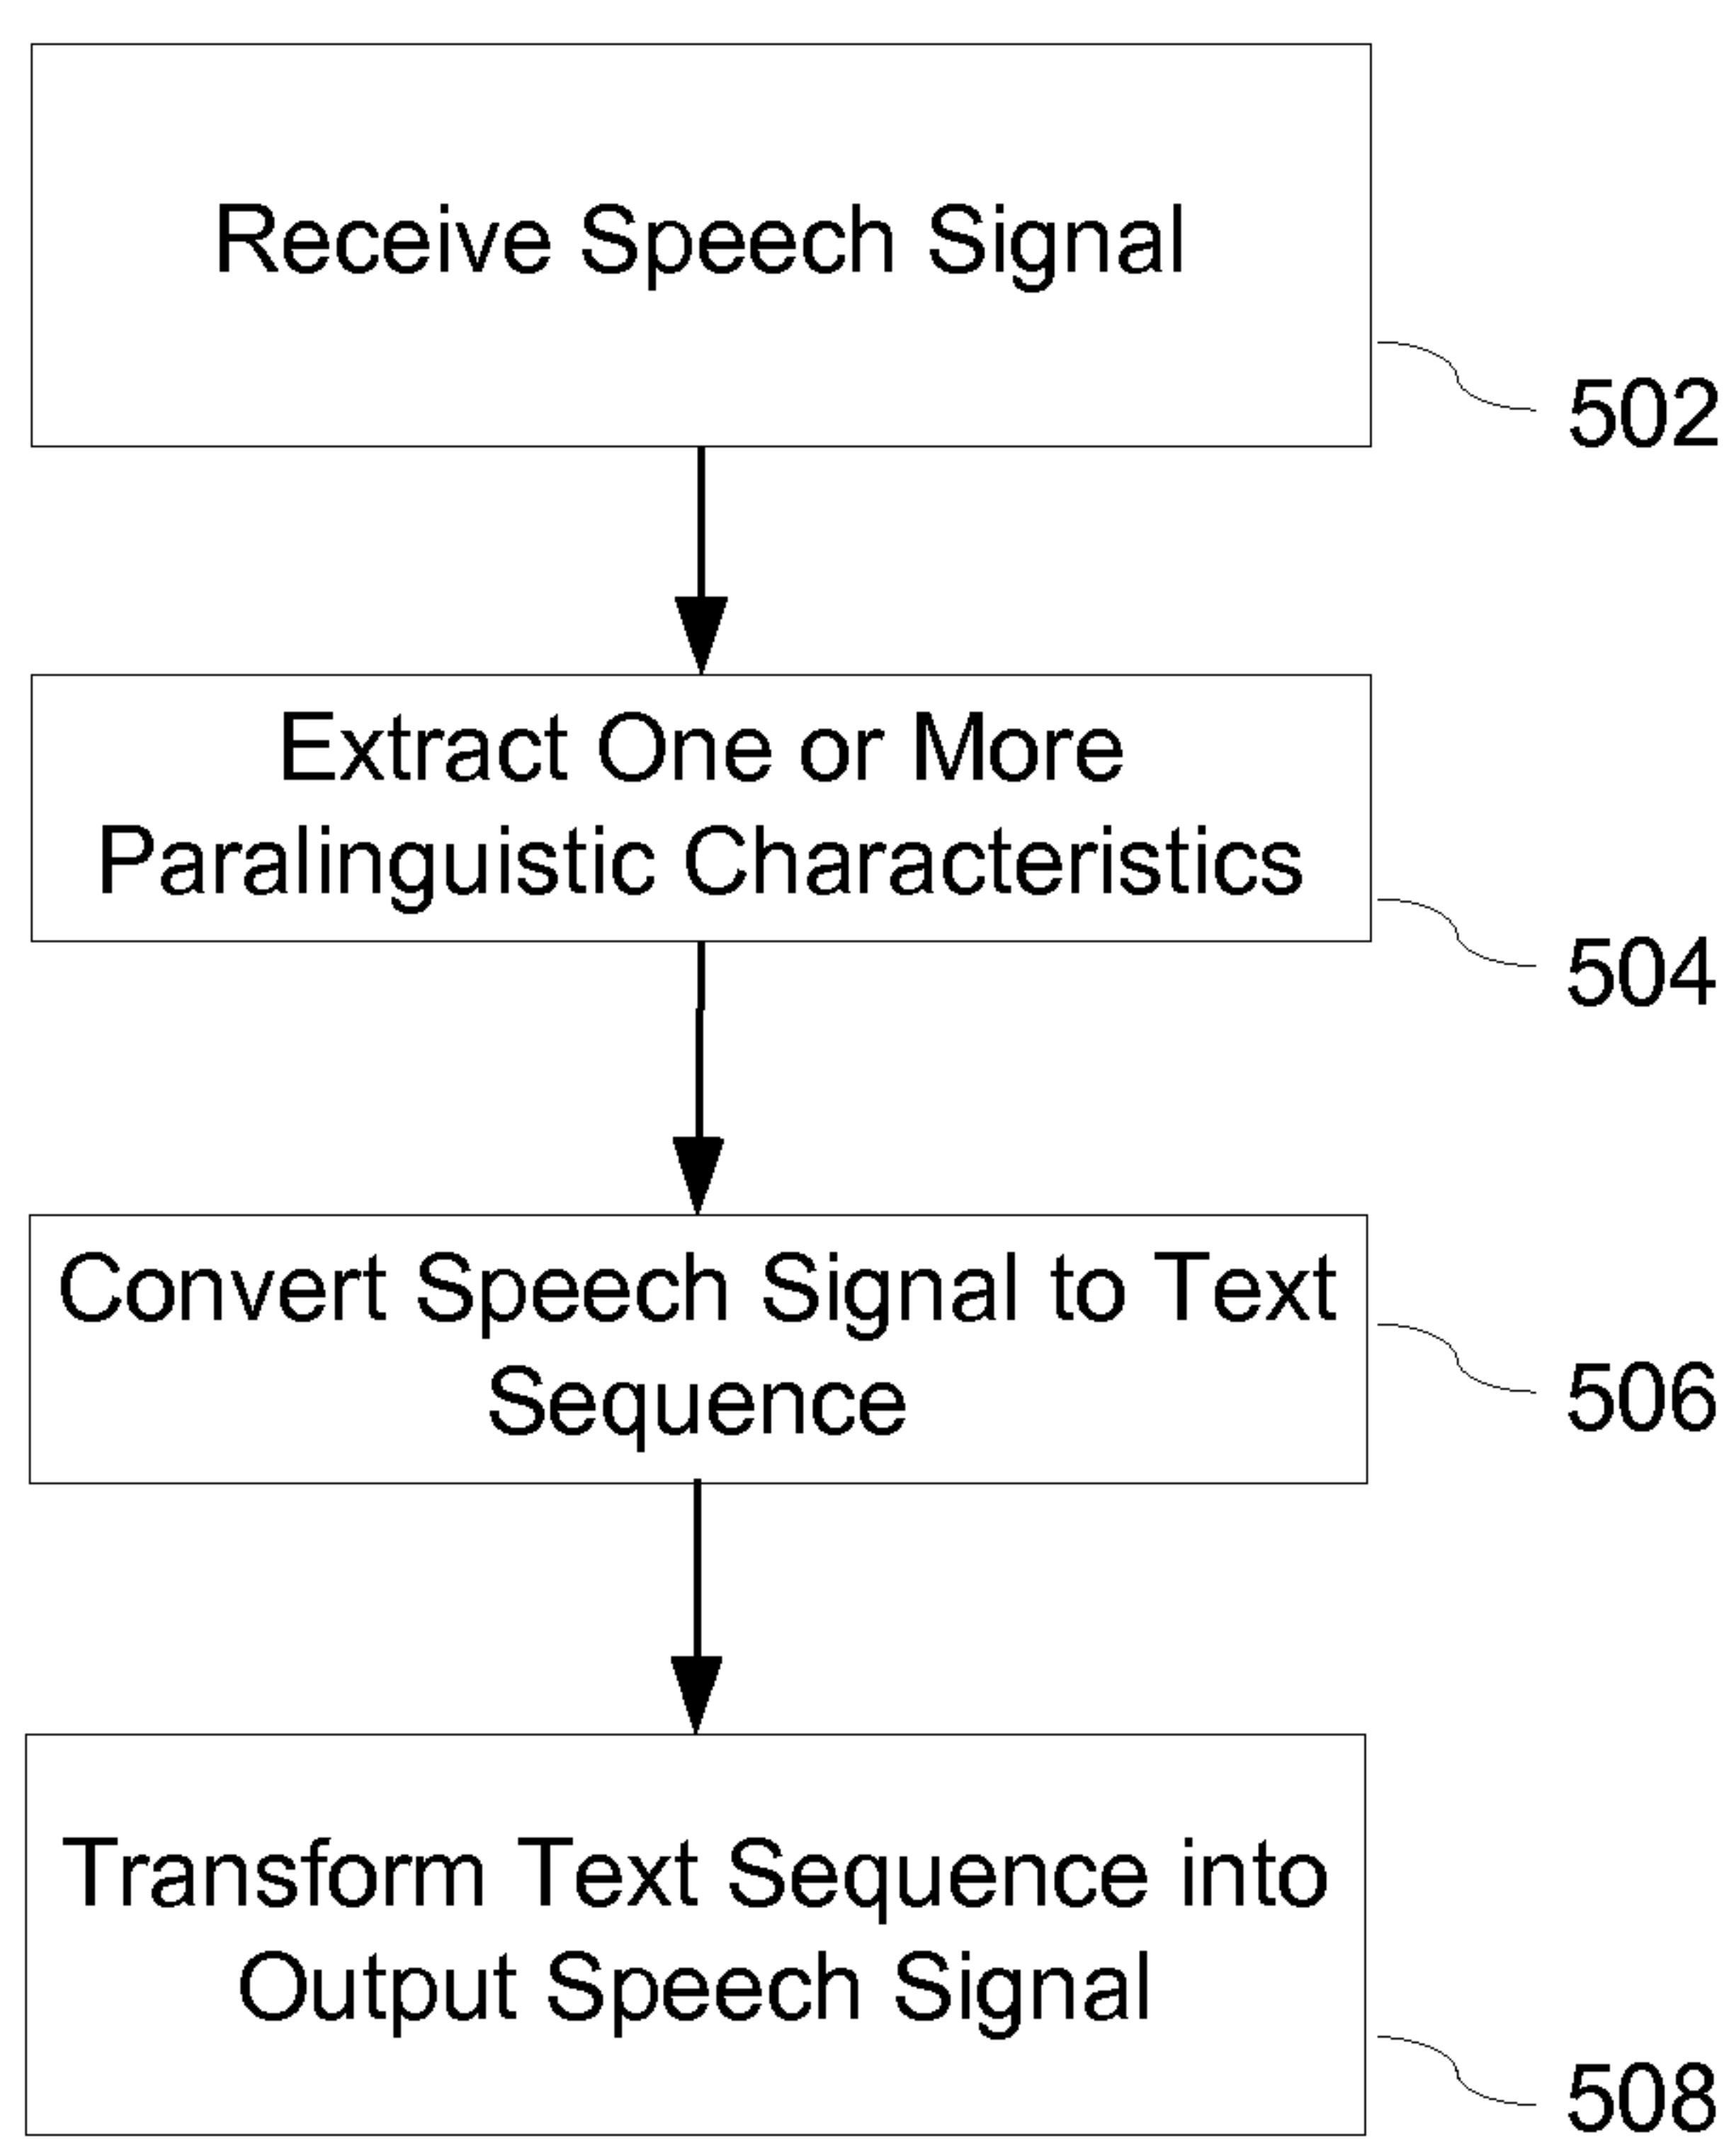 Receive Speech Signal
502
Extract One or More
Paralinguistic Characteristics
504
Convert Speech Signal to Text
Sequence
506
Transform Text Sequence into
Output Speech Signal
508